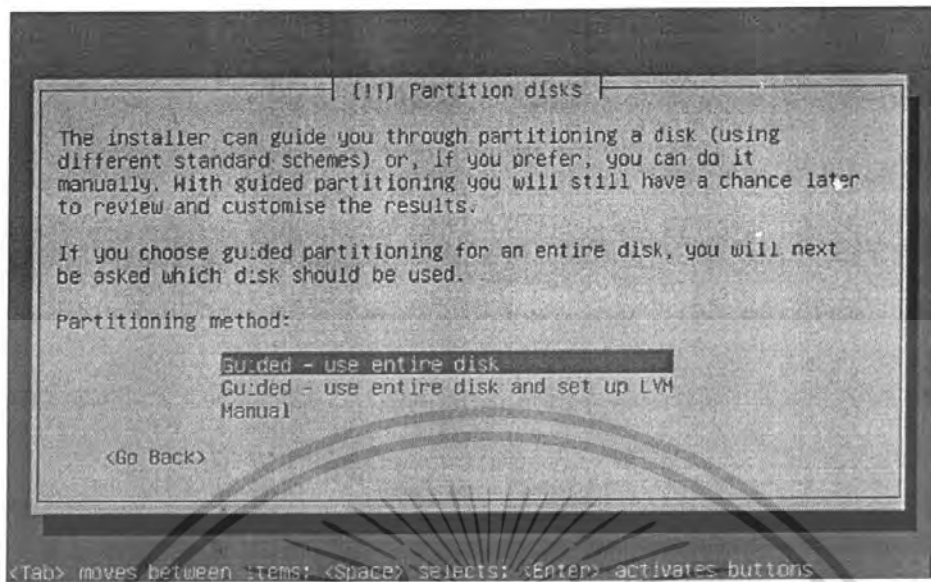 [!!] Partition disks
The installer can guide you through partitioning a disk (using
different standard schemes) or, if you prefer, you can do it
manually. With guided partitioning you will still have a chance later
to review and customise the results.
If you choose guided partitioning for an entire disk, you will next
be asked which disk should be used.
Partitioning method:
Guided - use entire disk
Guided - use entire disk and set up LVM
Manual
<Go Back>
<Tab> moves between items; <Space> selects; <Enter> activates buttons